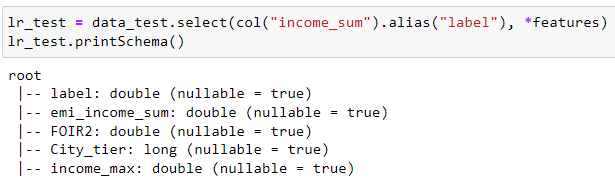 lr_test = data_test.select(col("income_sum").alias("label"), *features)
lr_test.printSchema()
root
 |-- label: double (nullable = true)
 |-- emi_income_sum: double (nullable = true)
 |-- FOIR2: double (nullable = true)
 |-- City_tier: long (nullable = true)
 |-- income_max: double (nullable = true)